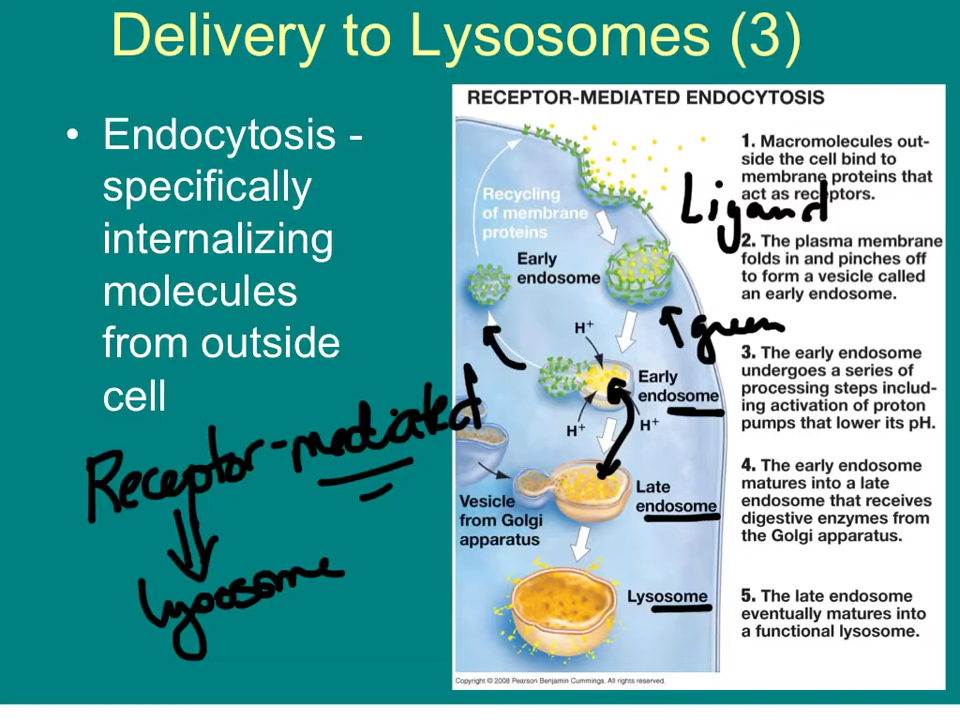 Delivery to Lysosomes (3)
• Endocytosis -
specifically
internalizing
molecules
from outside
cell
Receptor-mediated
Lyososome
RECEPTOR-MEDIATED ENDOCYTOSIS
Recycling
of membrane
proteins
Early
endosome
H⁺
Early
endosome
H⁺
H⁺
Late
endosome
Vesicle
from Golgi
apparatus
Lysosome
Ligand
green
1. Macromolecules out-
side the cell bind to
membrane proteins that
act as receptors.
2. The plasma membrane
folds in and pinches off
to form a vesicle called
an early endosome.
3. The early endosome
undergoes a series of
processing steps includ-
ing activation of proton
pumps that lower its pH.
4. The early endosome
matures into a late
endosome that receives
digestive enzymes from
the Golgi apparatus.
5. The late endosome
eventually matures into
a functional lysosome.
Copyright © 2008 Pearson Benjamin Cummings. All rights reserved.